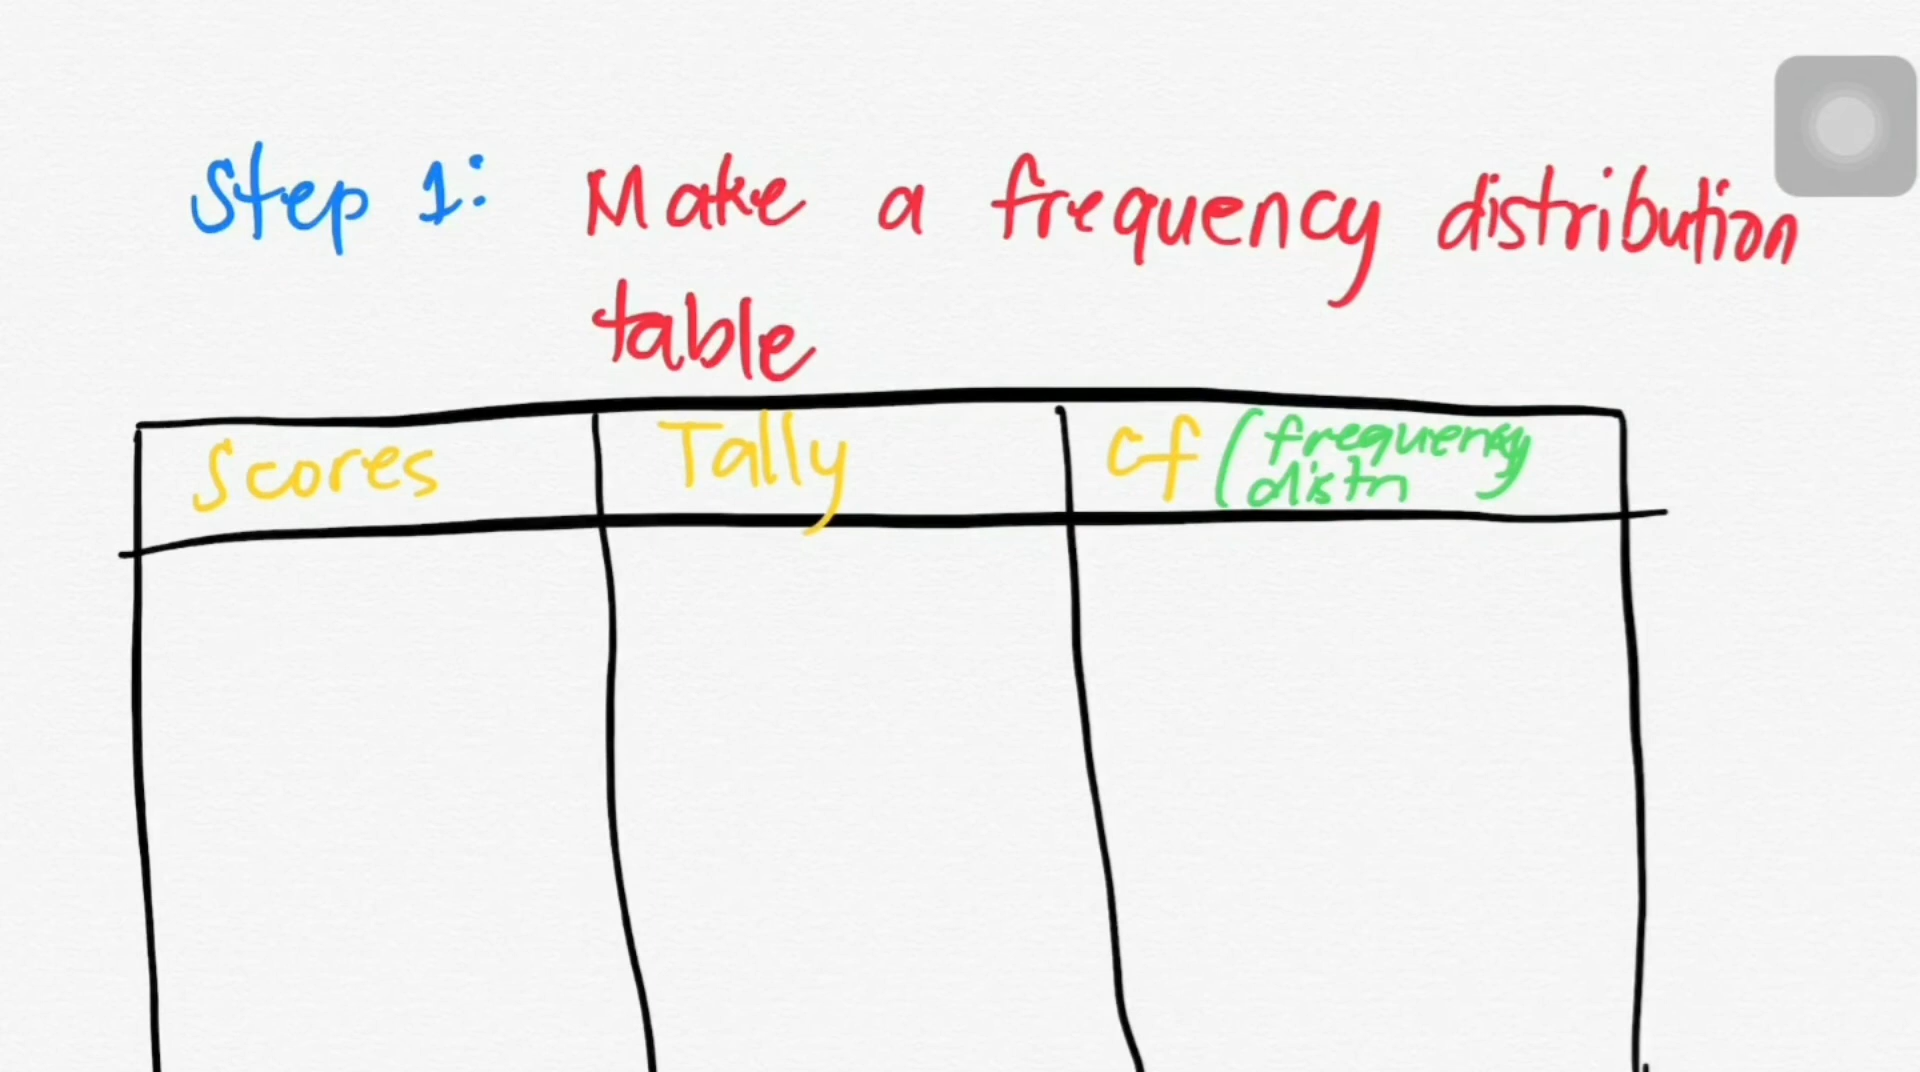 Step 1: Make a frequency distribution
table
Scores Tally cf (frequency
distn